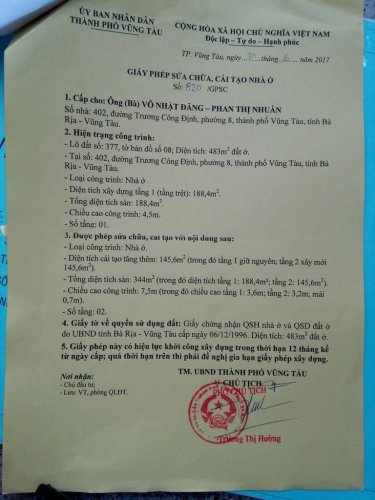 ỦY BAN NHÂN DÂN
THÀNH PHỐ VŨNG TÀU
CỘNG HÒA XÃ HỘI CHỦ NGHĨA VIỆT NAM
Độc lập – Tự do – Hạnh phúc
TP. Vũng Tàu, ngày 30 tháng 6 năm 2017
GIẤY PHÉP SỬA CHỮA, CẢI TẠO NHÀ Ở
Số: 820 /GPSC
1. Cấp cho: Ông (Bà) VÕ NHẬT ĐĂNG – PHAN THỊ NHUÂN
Số nhà: 402, đường Trương Công Định, phường 8, thành phố Vũng Tàu, tỉnh Bà
Rịa - Vũng Tàu.
2. Hiện trạng công trình:
- Lô đất số: 377, tờ bản đồ số 08; Diện tích: 483m² đất ở.
- Tại số: 402, đường Trương Công Định, phường 8, thành phố Vũng Tàu, tỉnh Bà
Rịa - Vũng Tàu.
- Loại công trình: Nhà ở
- Diện tích xây dựng tầng 1 (tầng trệt): 188,4m².
- Tổng diện tích sàn: 188,4m².
- Chiều cao công trình: 4,5m.
- Số tầng: 01.
3. Được phép sửa chữa, cải tạo với nội dung sau:
- Loại công trình: Nhà ở.
- Diện tích cải tạo tăng thêm: 145,6m² (trong đó tầng 1 giữ nguyên; tầng 2 xây mới
145,6m²).
- Tổng diện tích sàn: 344m² (trong đó diện tích tầng 1: 188,4m²; tầng 2: 145,6m²).
- Chiều cao công trình: 7,5m (trong đó chiều cao tầng 1: 3,6m; tầng 2: 3,2m; mái
0,7m).
- Số tầng: 02.
4. Giấy tờ về quyền sử dụng đất: Giấy chứng nhận QSH nhà ở và QSD đất ở
do UBND tỉnh Bà Rịa - Vũng Tàu cấp ngày 06/12/1996. Diện tích: 483m² đất ở.
5. Giấy phép này có hiệu lực khởi công xây dựng trong thời hạn 12 tháng kể
từ ngày cấp; quá thời hạn trên thì phải đề nghị gia hạn giấy phép xây dựng.
Nơi nhận:
- Chủ đầu tư,
- Lưu: VT, phòng QLĐT.
TM. UBND THÀNH PHỐ VŨNG TÀU
CHỦ TỊCH
PHÓ CHỦ TỊCH
Trương Thị Hường